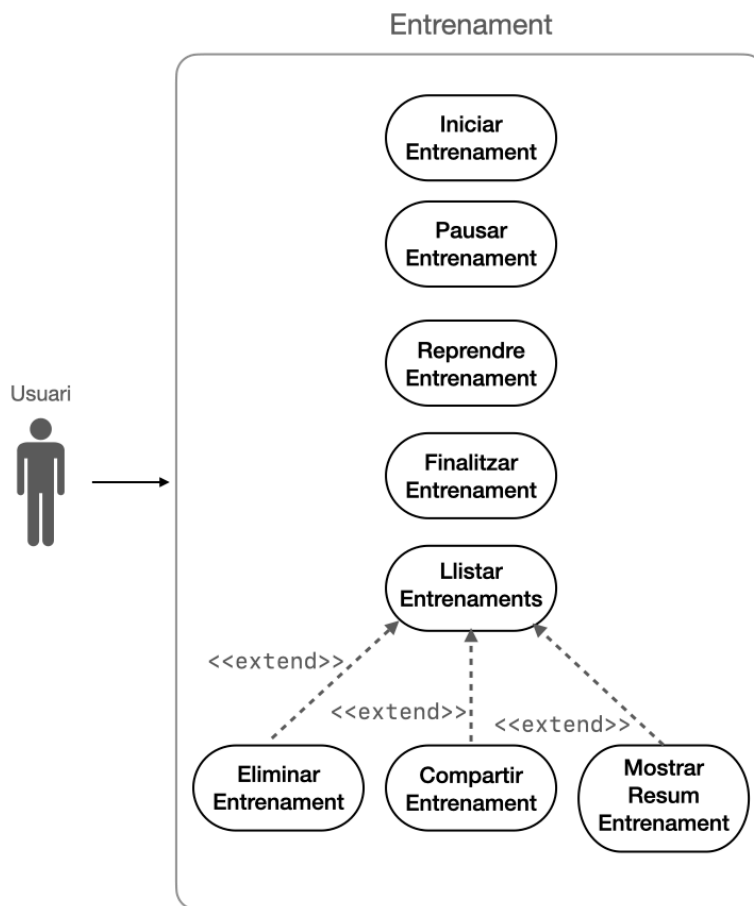 Entrenament
Iniciar
Entrenament
Pausar
Entrenament
Reprendre
Entrenament
Usuari
Finalitzar
Entrenament
Llistar
Entrenaments
<<extend>>
<<extend>>
<<extend>>
Eliminar
Entrenament
Compartir
Entrenament
Mostrar
Resum
Entrenament